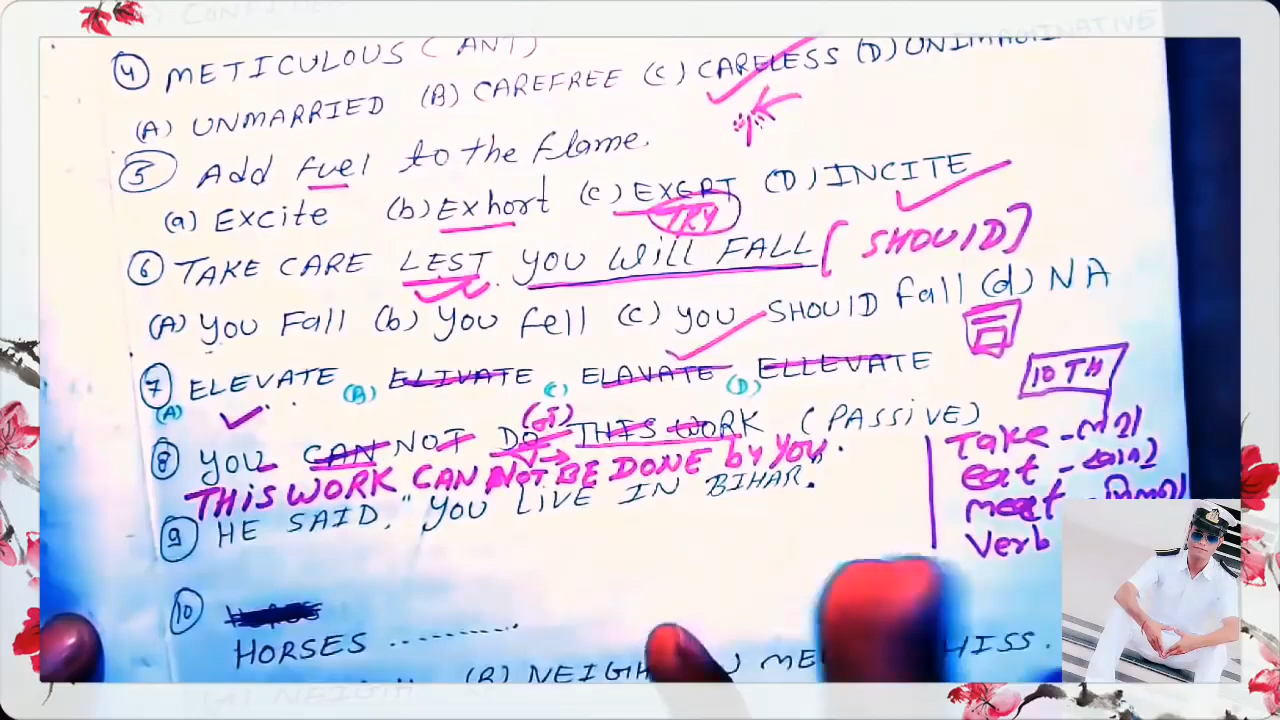 4 METICULOUS (ANT)
(A) UNMARRIED (B) CAREFREE (C) CARELESS (D)
5 Add fuel to the flame.
(a) Excite (b) Exhort (c) EXERT (D) INCITE
TRY
6 TAKE CARE LEST YOU WILL FALL [SHOULD]
(A) YOU FALL (b) YOU fell (c) you SHOULD fall (d) NA
7 ELEVATE ELIVATE ELAVATE ELLEVATE
(A) (B) (C) (D)
10 TH
8 YOU CAN NOT DO THIS WORK (PASSIVE)
THIS WORK CAN NOT BE DONE by YOU.
Take -
eat -
meet -
Verb
9 HE SAID, "YOU LIVE IN BIHAR."
10
HORSES ..........
(B) NEIGH HISS.